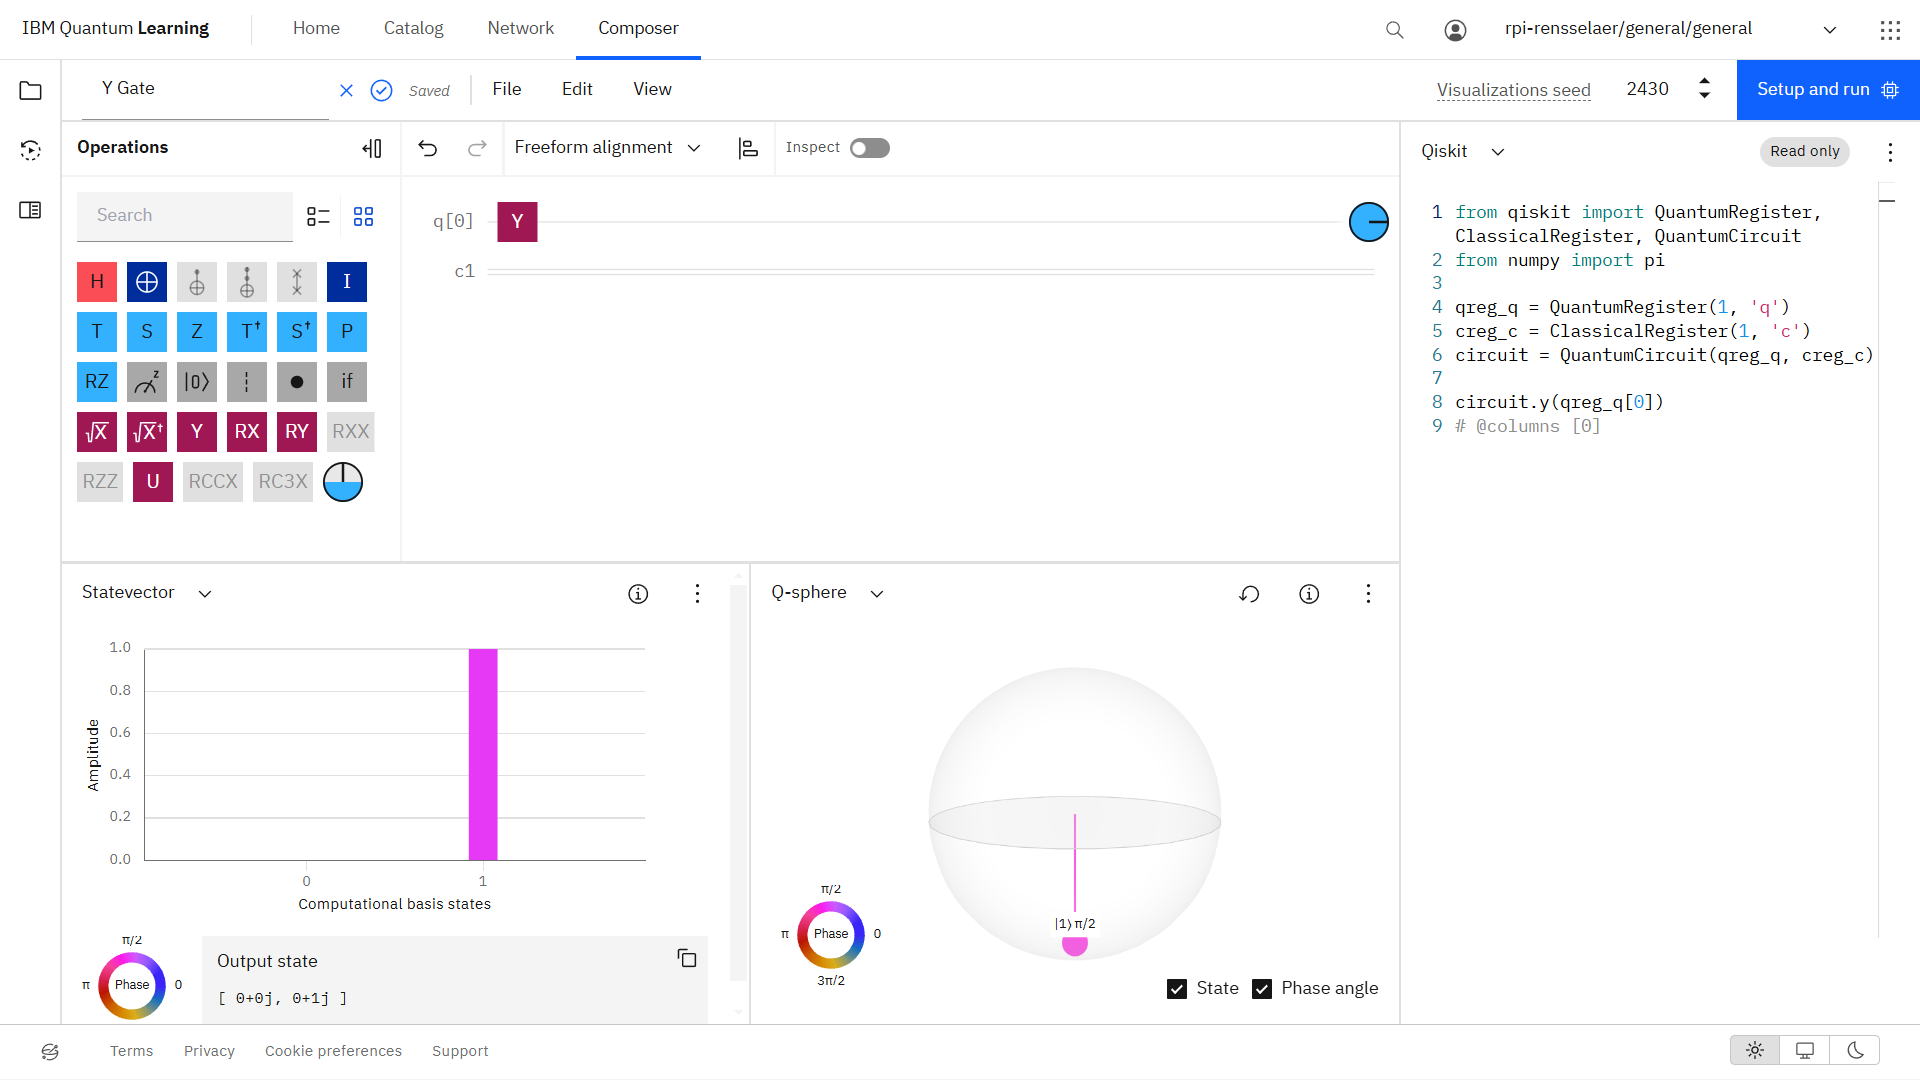 IBM Quantum Learning
Home
Catalog
Network
Composer
rpi-rensselaer/general/general
Y Gate
Saved
File
Edit
View
Visualizations seed
2430
Setup and run
Operations
Freeform alignment
Inspect
Qiskit
Read only
Search
q[0]
Y
c1
H
I
T
S
Z
T†
S†
P
RZ
z
|0⟩
if
√X
√X†
Y
RX
RY
RXX
RZZ
U
RCCX
RC3X
1 from qiskit import QuantumRegister,
ClassicalRegister, QuantumCircuit
2 from numpy import pi
3
4 qreg_q = QuantumRegister(1, 'q')
5 creg_c = ClassicalRegister(1, 'c')
6 circuit = QuantumCircuit(qreg_q, creg_c)
7
8 circuit.y(qreg_q[0])
9 # @columns [0]
Statevector
Amplitude
1.0
0.8
0.6
0.4
0.2
0.0
0
1
Computational basis states
π/2
π
Phase
0
Output state
[ 0+0j, 0+1j ]
Q-sphere
|1⟩ π/2
π/2
π
Phase
0
3π/2
State
Phase angle
Terms
Privacy
Cookie preferences
Support